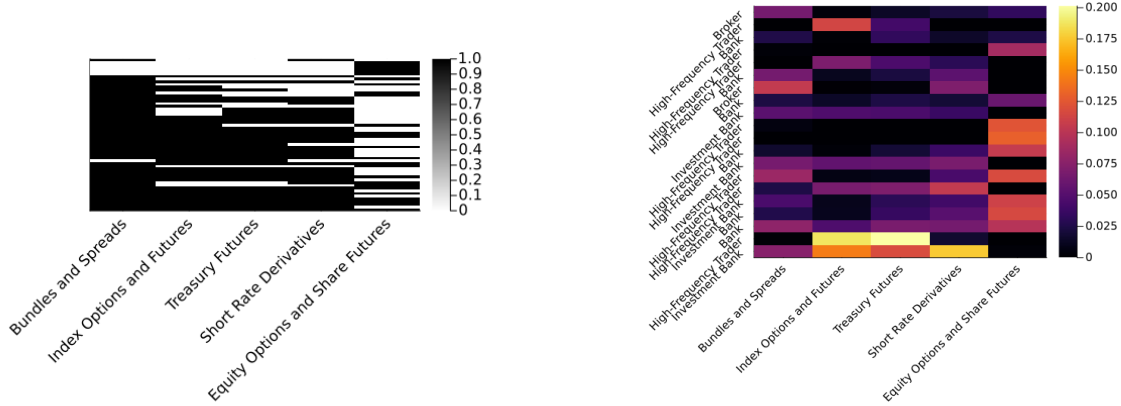 1.0
0.9
0.8
0.7
0.6
0.5
0.4
0.3
0.2
0.1
0
Bundles and Spreads
Index Options and Futures
Treasury Futures
Short Rate Derivatives
Equity Options and Share Futures
Broker
High-Frequency Trader
Bank
High-Frequency Trader
High-Frequency Trader
Bank
Broker
Bank
Investment Bank
High-Frequency Trader
High-Frequency Trader
Bank
Investment Bank
High-Frequency Trader
High-Frequency Trader
Investment Bank
Bank
Bank
High-Frequency Trader
Investment Bank
0.200
0.175
0.150
0.125
0.100
0.075
0.050
0.025
0
Bundles and Spreads
Index Options and Futures
Treasury Futures
Short Rate Derivatives
Equity Options and Share Futures